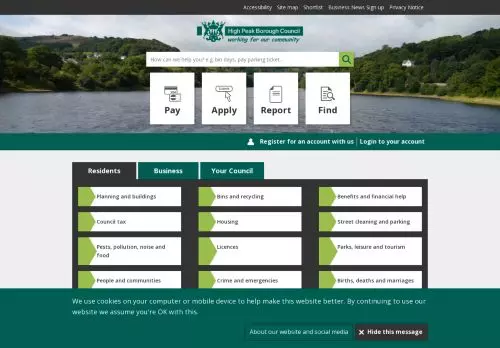 Accessibility Site map Shortlist Business News Sign up Privacy Notice
High Peak Borough Council
working for our community
How can we help you? e.g. bin days, pay parking ticket...
Pay Apply Report Find
Register for an account with us Login to your account
Residents Business Your Council
Planning and buildings Bins and recycling Benefits and financial help
Council tax Housing Street cleaning and parking
Pests, pollution, noise and food Licences Parks, leisure and tourism
People and communities Crime and emergencies Births, deaths and marriages
We use cookies on your computer or mobile device to help make this website better. By continuing to use our
website we assume you're OK with this.
About our website and social media Hide this message